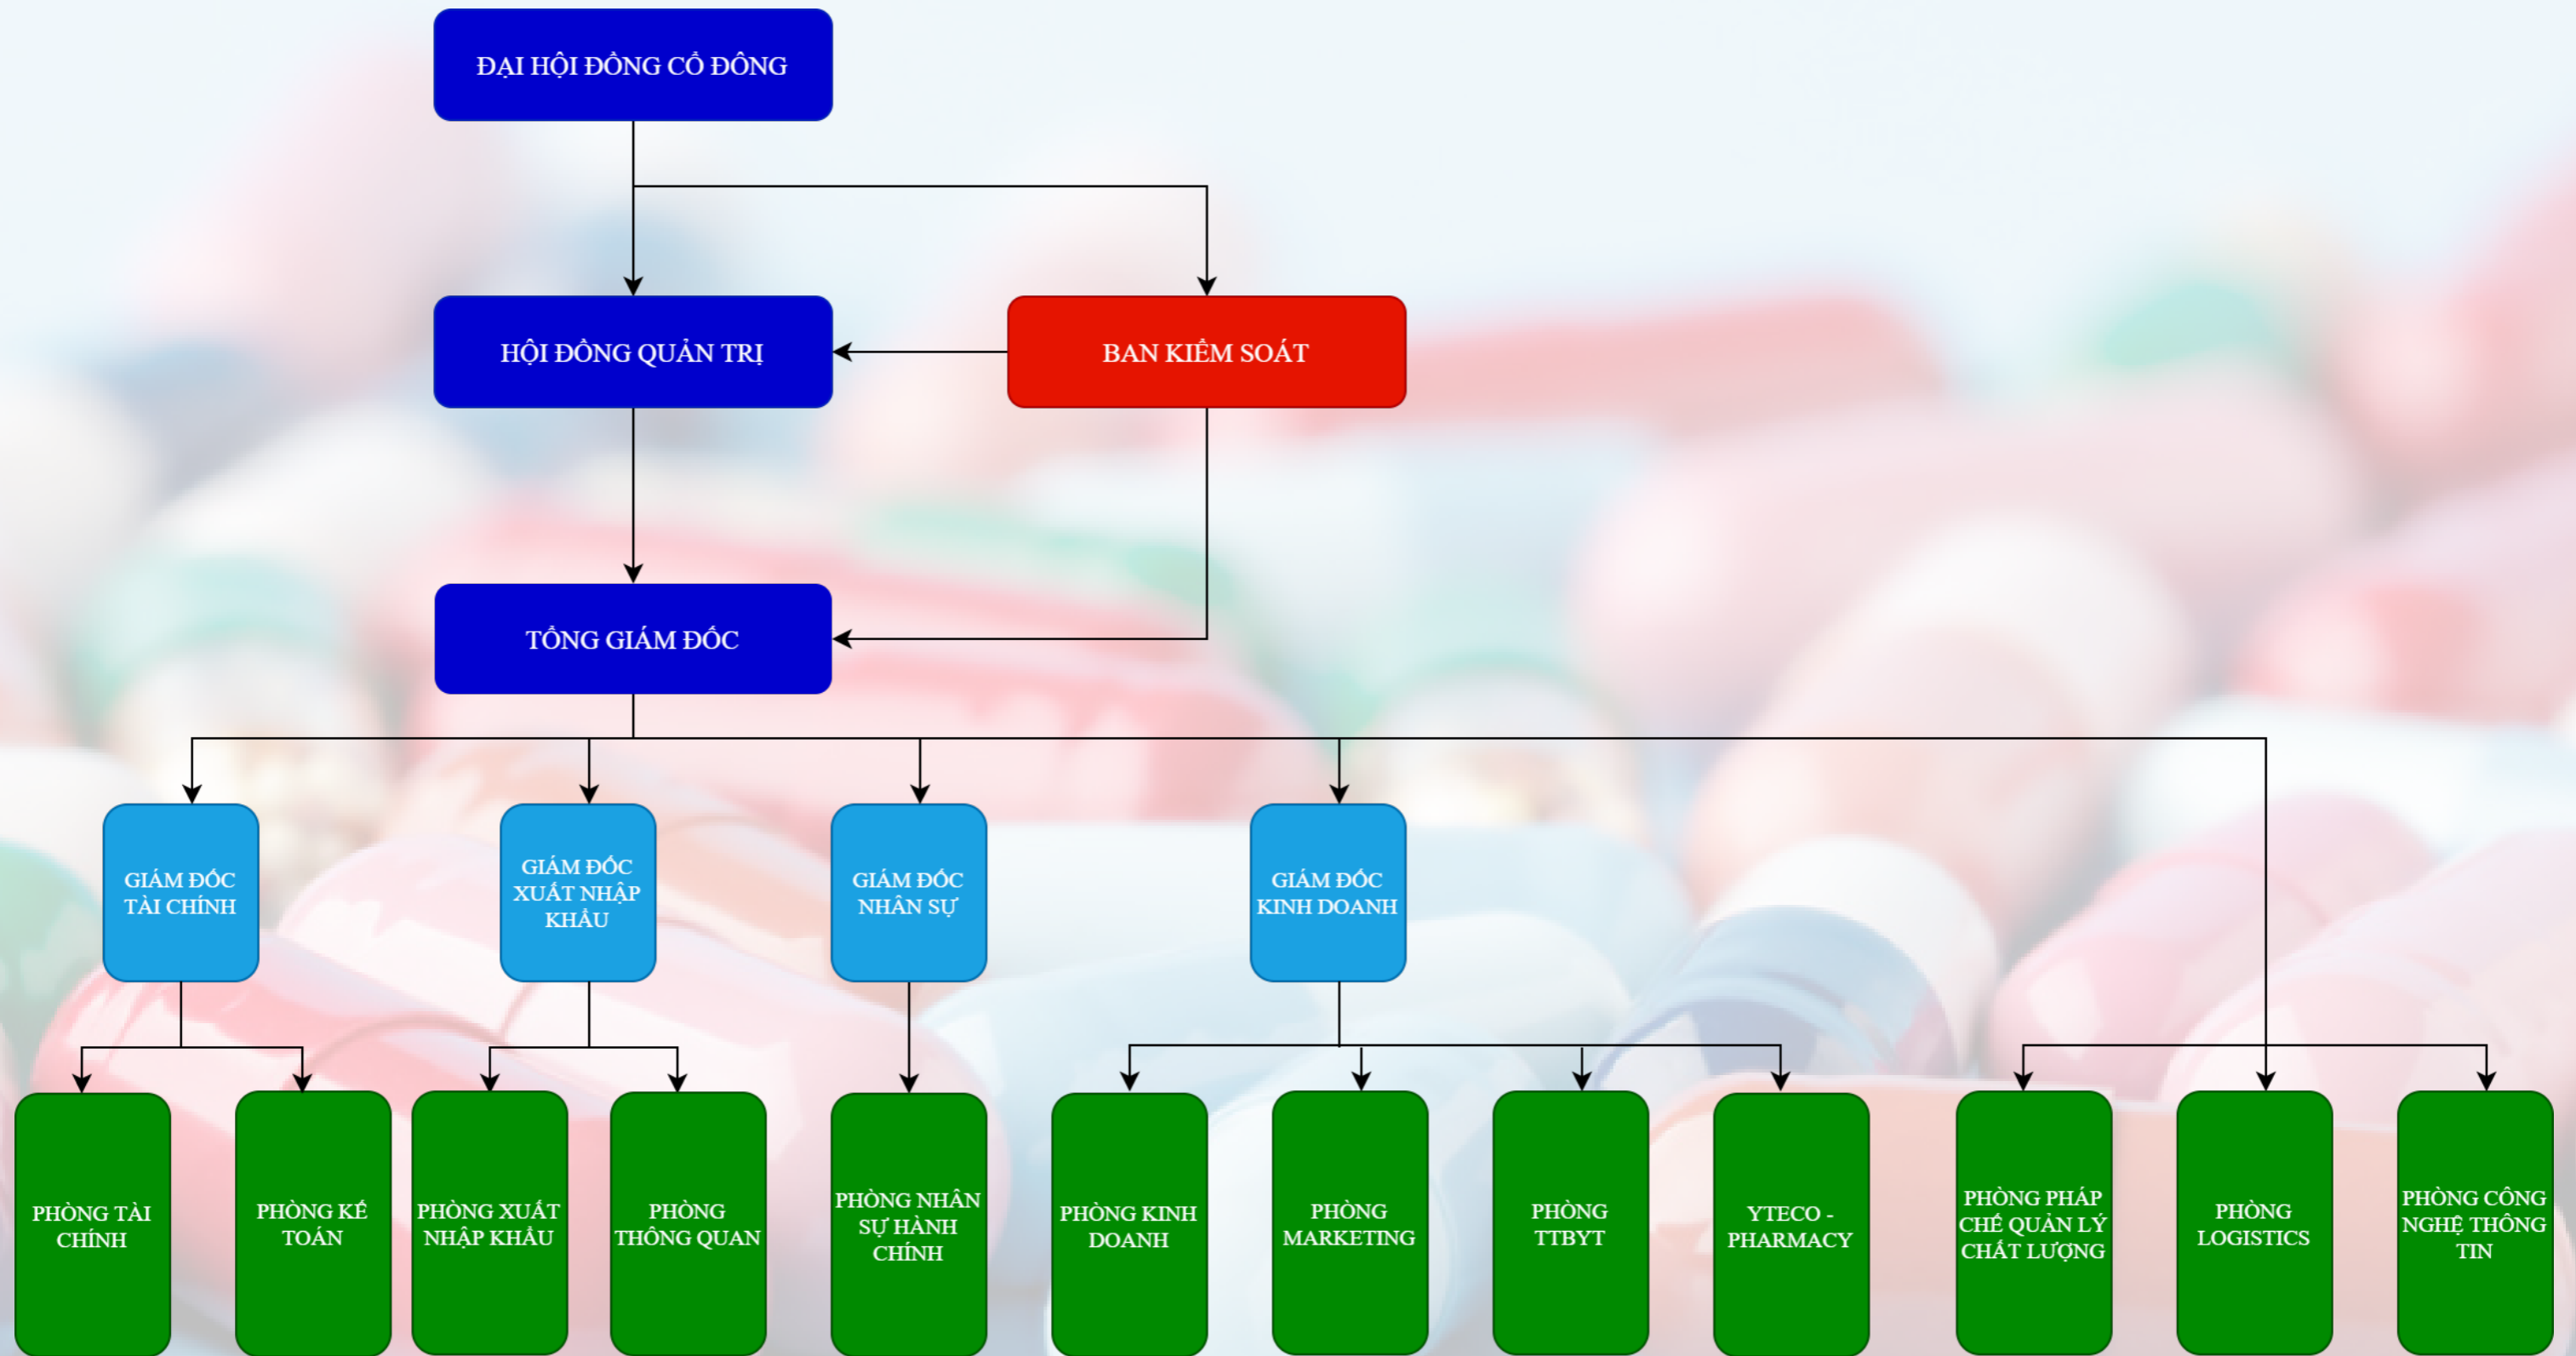 ĐẠI HỘI ĐỒNG CỔ ĐÔNG
HỘI ĐỒNG QUẢN TRỊ
BAN KIỂM SOÁT
TỔNG GIÁM ĐỐC
GIÁM ĐỐC
TÀI CHÍNH
GIÁM ĐỐC
XUẤT NHẬP
KHẨU
GIÁM ĐỐC
NHÂN SỰ
GIÁM ĐỐC
KINH DOANH
PHÒNG TÀI
CHÍNH
PHÒNG KẾ
TOÁN
PHÒNG XUẤT
NHẬP KHẨU
PHÒNG
THÔNG QUAN
PHÒNG NHÂN
SỰ HÀNH
CHÍNH
PHÒNG KINH
DOANH
PHÒNG
MARKETING
PHÒNG
TTBYT
YTECO -
PHARMACY
PHÒNG PHÁP
CHẾ QUẢN LÝ
CHẤT LƯỢNG
PHÒNG
LOGISTICS
PHÒNG CÔNG
NGHỆ THÔNG
TIN